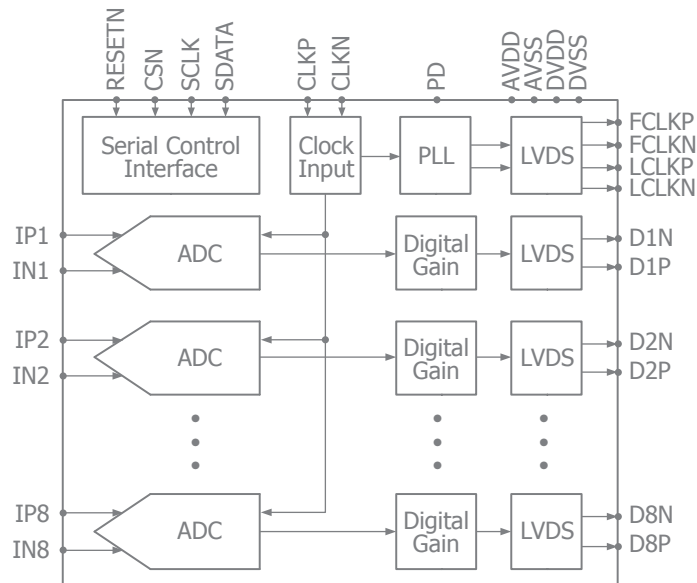 RESETN
CSN
SCLK
SDATA
CLKP
CLKN
PD
AVDD
AVSS
DVDD
DVSS
Serial Control
Interface
Clock
Input
PLL
LVDS
FCLKP
FCLKN
LCLKP
LCLKN
IP1
IN1
ADC
Digital
Gain
LVDS
D1N
D1P
IP2
IN2
ADC
Digital
Gain
LVDS
D2N
D2P
IP8
IN8
ADC
Digital
Gain
LVDS
D8N
D8P